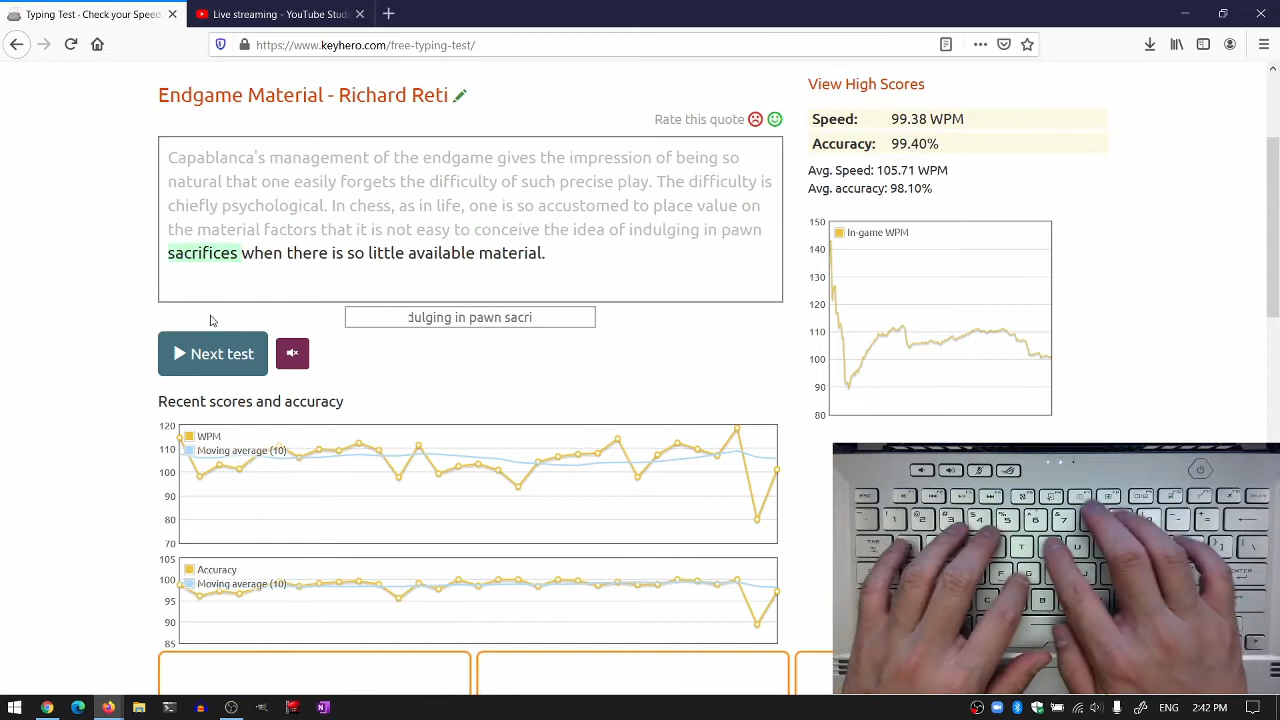 Typing Test - Check your Speed
Live streaming - YouTube Studio
https://www.keyhero.com/free-typing-test/
Endgame Material - Richard Reti
Rate this quote
Capablanca's management of the endgame gives the impression of being so
natural that one easily forgets the difficulty of such precise play. The difficulty is
chiefly psychological. In chess, as in life, one is so accustomed to place value on
the material factors that it is not easy to conceive the idea of indulging in pawn
sacrifices when there is so little available material.
dulging in pawn sacri
Next test
View High Scores
Speed: 99.38 WPM
Accuracy: 99.40%
Avg. Speed: 105.71 WPM
Avg. accuracy: 98.10%
150
140
130
120
110
100
90
80
In-game WPM
Recent scores and accuracy
120
110
100
90
80
70
WPM
Moving average (10)
105
100
95
90
85
Accuracy
Moving average (10)
TAB
T
U
G
C
B
ENTER
ENG
2:42 PM